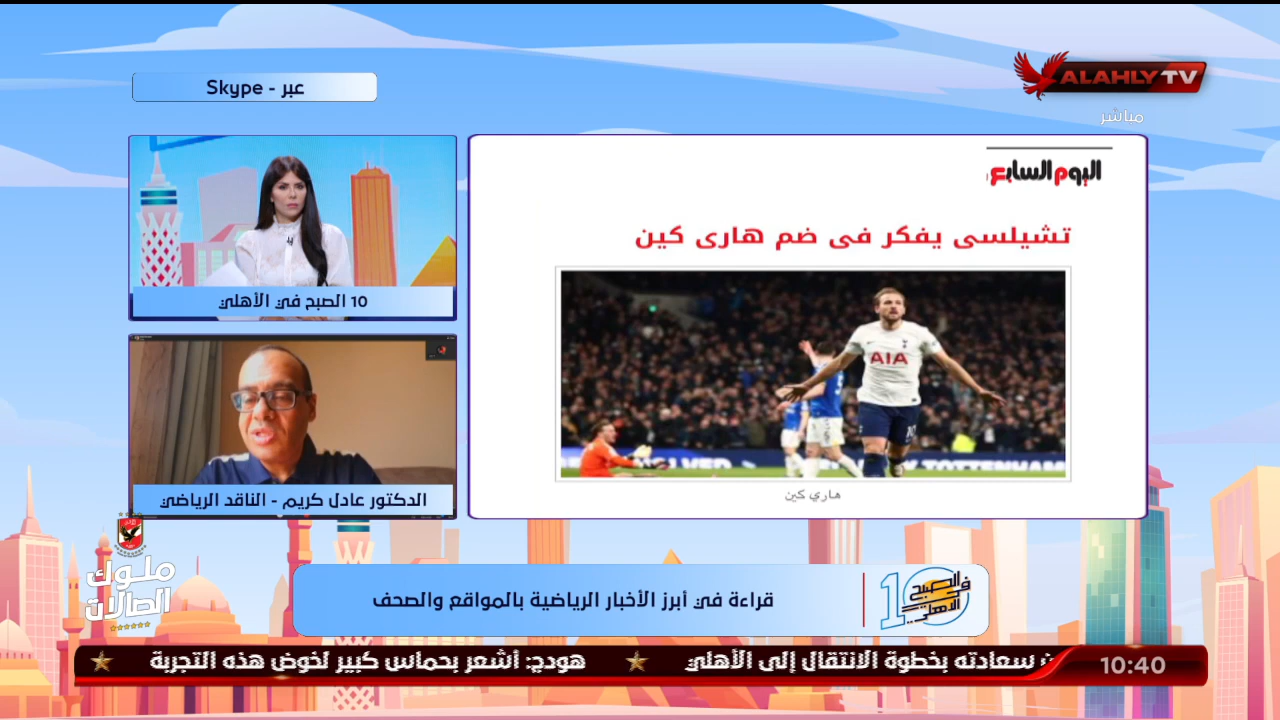 عبر - Skype
ALAHLY TV
مباشر
اليوم السابع
تشيلسى يفكر فى ضم هارى كين
AIA
TOTTENHAM
هاري كين
10 الصبح في الأهلي
الدكتور عادل كريم - الناقد الرياضي
ملوك
الصالات
قراءة في أبرز الأخبار الرياضية بالمواقع والصحف
10 الصبح
في
الأهلي
سعادته بخطوة الانتقال إلى الأهلي
هودج: أشعر بحماس كبير لخوض هذه التجربة
10:40